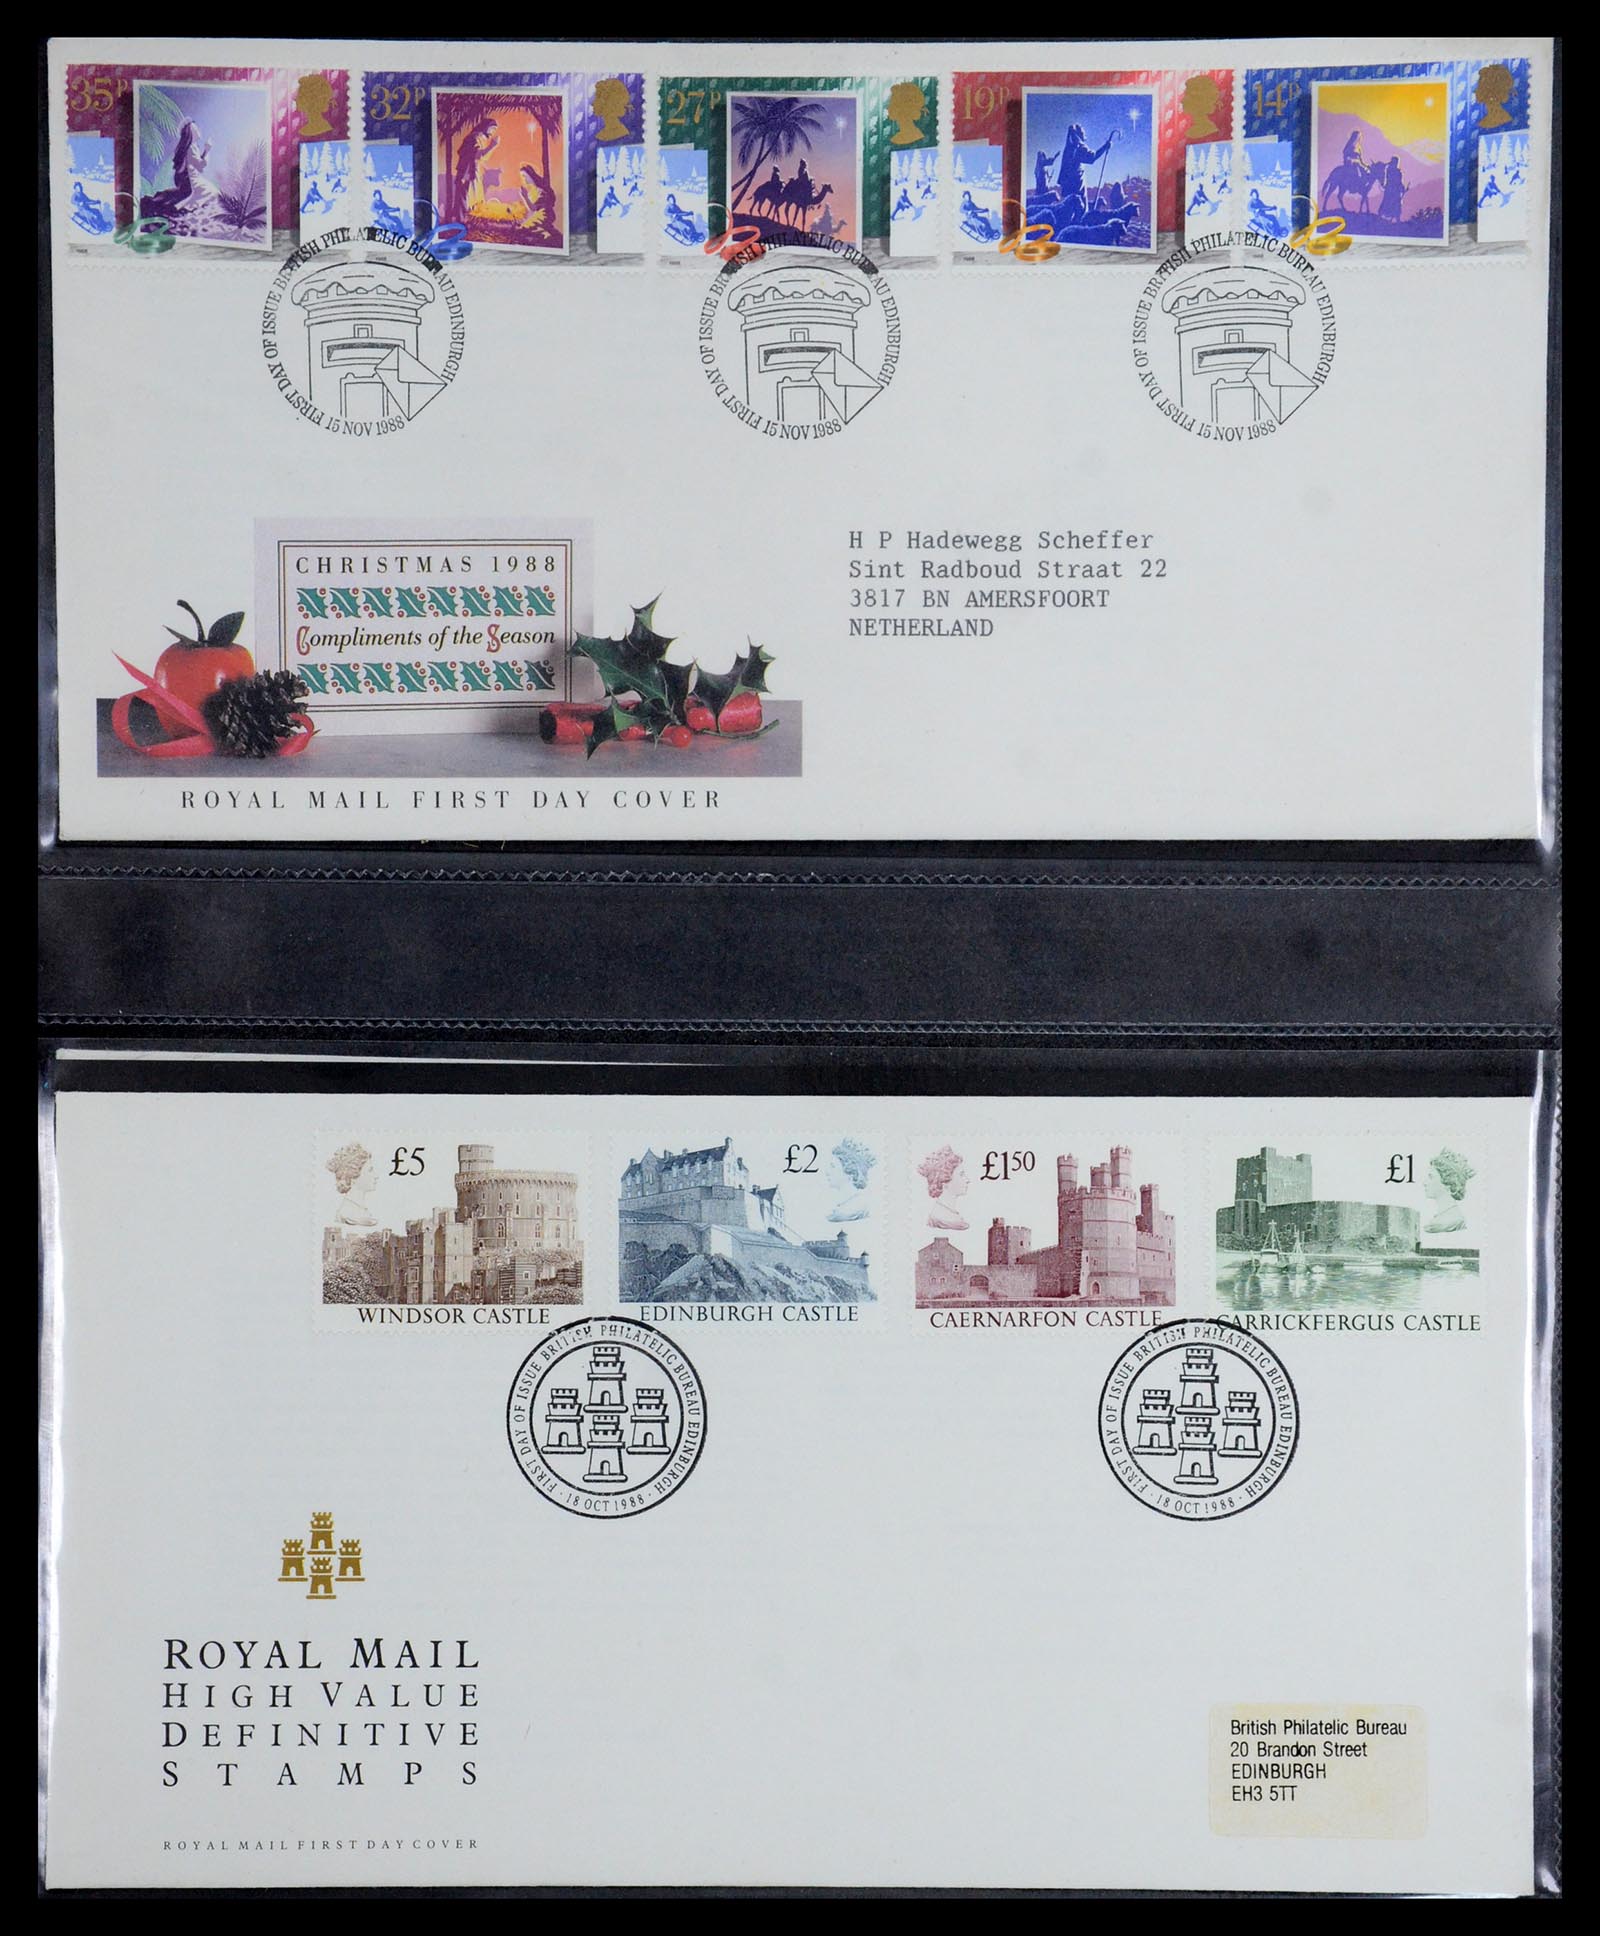 35P
32P
27P
19P
14P
FIRST DAY OF ISSUE BRITISH PHILATELIC BUREAU EDINBURGH
15 NOV 1988
FIRST DAY OF ISSUE BRITISH PHILATELIC BUREAU EDINBURGH
15 NOV 1988
FIRST DAY OF ISSUE BRITISH PHILATELIC BUREAU EDINBURGH
15 NOV 1988
H P Hadewegg Scheffer
Sint Radboud Straat 22
3817 BN AMERSFOORT
NETHERLAND
CHRISTMAS 1988
Compliments of the Season
ROYAL MAIL FIRST DAY COVER
£5
£2
£150
£1
WINDSOR CASTLE
EDINBURGH CASTLE
CAERNARFON CASTLE
CARRICKFERGUS CASTLE
FIRST DAY OF ISSUE BRITISH PHILATELIC BUREAU EDINBURGH
· 18 OCT 1988 ·
FIRST DAY OF ISSUE BRITISH PHILATELIC BUREAU EDINBURGH
· 18 OCT 1988 ·
ROYAL MAIL
HIGH VALUE
DEFINITIVE
STAMPS
ROYAL MAIL FIRST DAY COVER
British Philatelic Bureau
20 Brandon Street
EDINBURGH
EH3 5TT